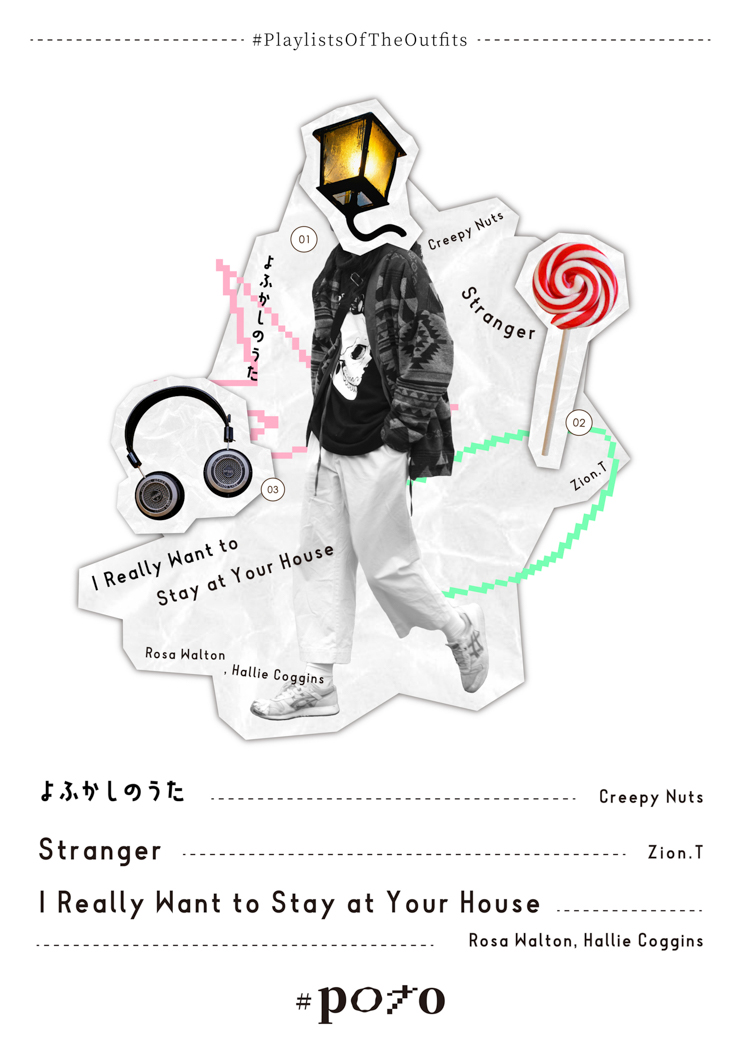 #PlaylistsOfTheOutfits
01
よふかしのうた
Creepy Nuts
Stranger
02
Zion.T
03
I Really Want to
Stay at Your House
Rosa Walton
, Hallie Coggins
よふかしのうた Creepy Nuts
Stranger Zion.T
I Really Want to Stay at Your House
Rosa Walton, Hallie Coggins